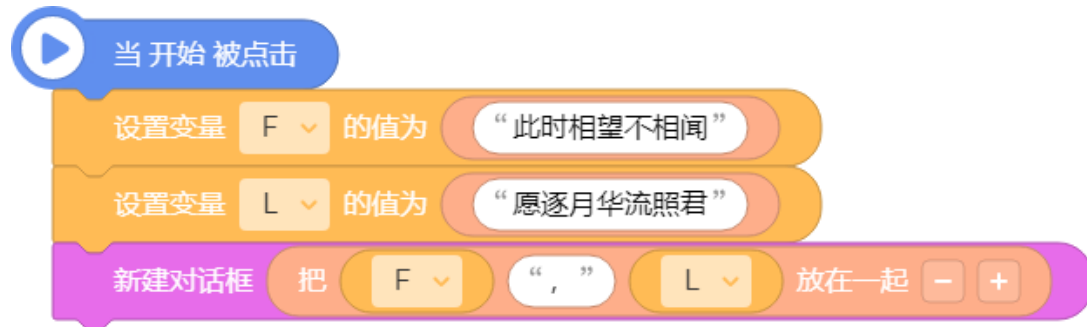 当 开始 被点击
设置变量 F 的值为 “此时相望不相闻”
设置变量 L 的值为 “愿逐月华流照君”
新建对话框 把 F “,” L 放在一起 - +